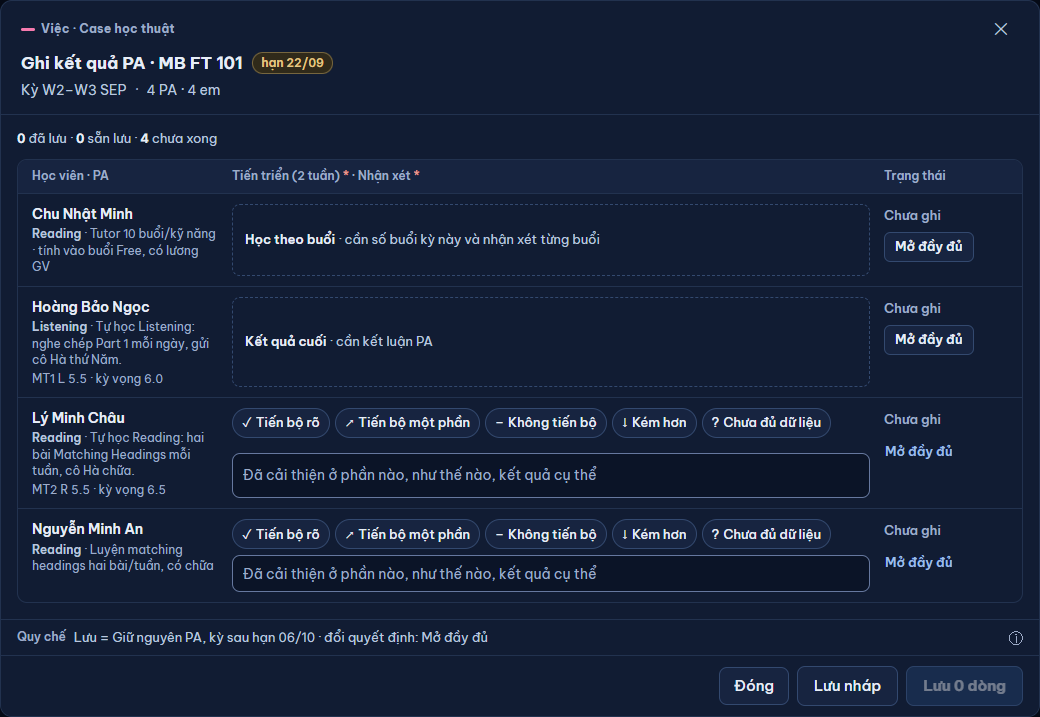 Việc · Case học thuật
Ghi kết quả PA · MB FT 101 hạn 22/09
Kỳ W2–W3 SEP · 4 PA · 4 em
0 đã lưu · 0 sẵn lưu · 4 chưa xong
Học viên · PA Tiến triển (2 tuần) * · Nhận xét * Trạng thái
Chu Nhật Minh
Reading · Tutor 10 buổi/kỹ năng
· tính vào buổi Free, có lương
GV
Học theo buổi · cần số buổi kỳ này và nhận xét từng buổi
Chưa ghi
Mở đầy đủ
Hoàng Bảo Ngọc
Listening · Tự học Listening:
nghe chép Part 1 mỗi ngày, gửi
cô Hà thứ Năm.
MT1 L 5.5 · kỳ vọng 6.0
Kết quả cuối · cần kết luận PA
Chưa ghi
Mở đầy đủ
Lý Minh Châu
Reading · Tự học Reading: hai
bài Matching Headings mỗi
tuần, cô Hà chữa.
MT2 R 5.5 · kỳ vọng 6.5
✓ Tiến bộ rõ ↗ Tiến bộ một phần – Không tiến bộ ↓ Kém hơn ? Chưa đủ dữ liệu
Đã cải thiện ở phần nào, như thế nào, kết quả cụ thể
Chưa ghi
Mở đầy đủ
Nguyễn Minh An
Reading · Luyện matching
headings hai bài/tuần, có chữa
✓ Tiến bộ rõ ↗ Tiến bộ một phần – Không tiến bộ ↓ Kém hơn ? Chưa đủ dữ liệu
Đã cải thiện ở phần nào, như thế nào, kết quả cụ thể
Chưa ghi
Mở đầy đủ
Quy chế Lưu = Giữ nguyên PA, kỳ sau hạn 06/10 · đổi quyết định: Mở đầy đủ
Đóng Lưu nháp Lưu 0 dòng